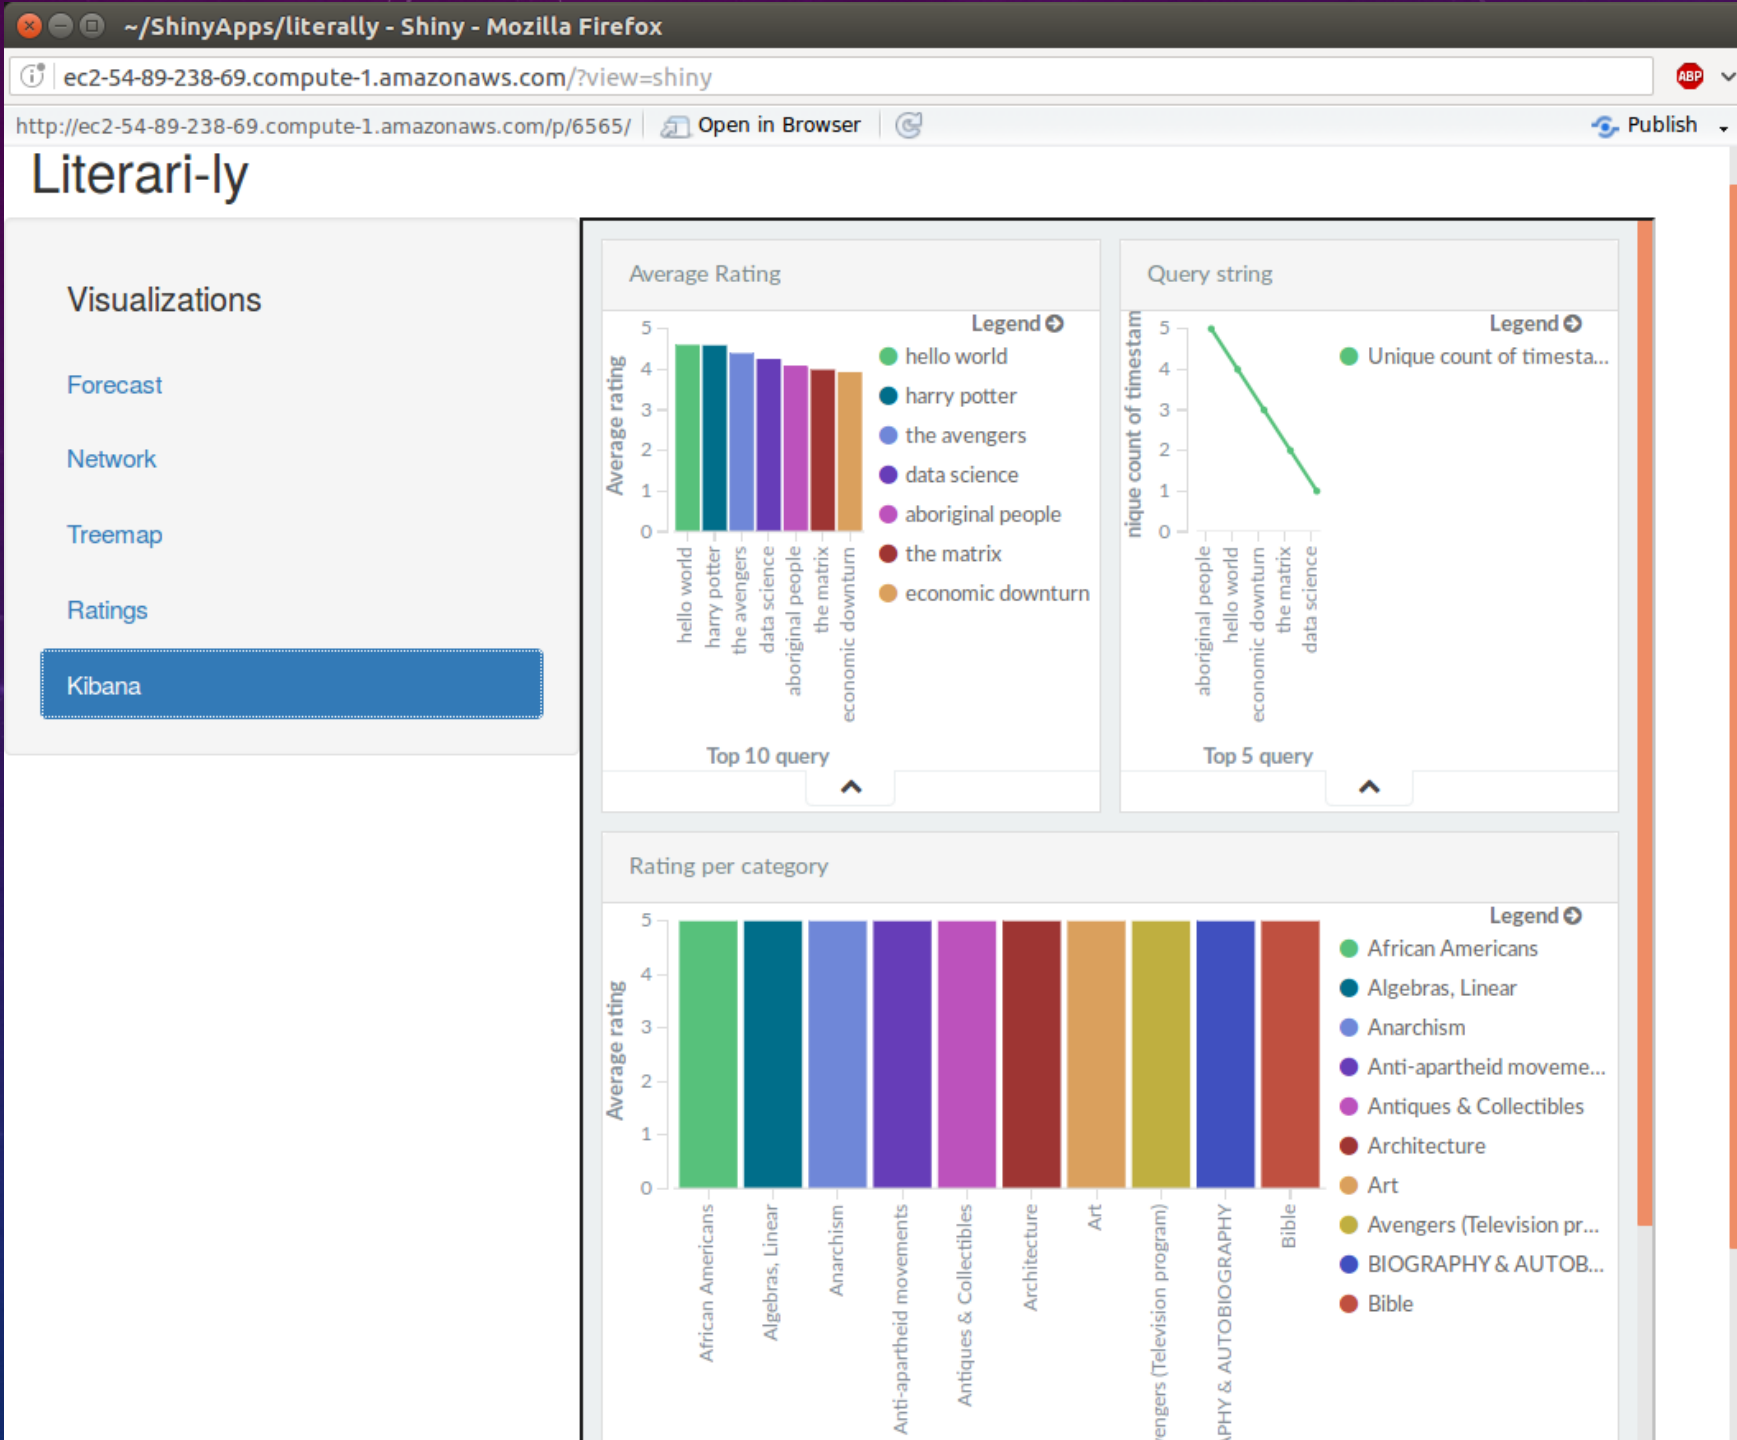 ~/ShinyApps/literally - Shiny - Mozilla Firefox
ec2-54-89-238-69.compute-1.amazonaws.com/?view=shiny
ABP
http://ec2-54-89-238-69.compute-1.amazonaws.com/p/6565/
Open in Browser
Publish
Literari-ly
Visualizations
Forecast
Network
Treemap
Ratings
Kibana
Average Rating
Average rating
5
4
3
2
1
0
hello world
harry potter
the avengers
data science
aboriginal people
the matrix
economic downturn
Top 10 query
Legend
hello world
harry potter
the avengers
data science
aboriginal people
the matrix
economic downturn
Query string
nique count of timestam
5
4
3
2
1
0
aboriginal people
hello world
economic downturn
the matrix
data science
Top 5 query
Legend
Unique count of timesta...
Rating per category
Average rating
5
4
3
2
1
0
African Americans
Algebras, Linear
Anarchism
Anti-apartheid movements
Antiques & Collectibles
Architecture
Art
vengers (Television program)
APHY & AUTOBIOGRAPHY
Bible
Legend
African Americans
Algebras, Linear
Anarchism
Anti-apartheid moveme...
Antiques & Collectibles
Architecture
Art
Avengers (Television pr...
BIOGRAPHY & AUTOB...
Bible